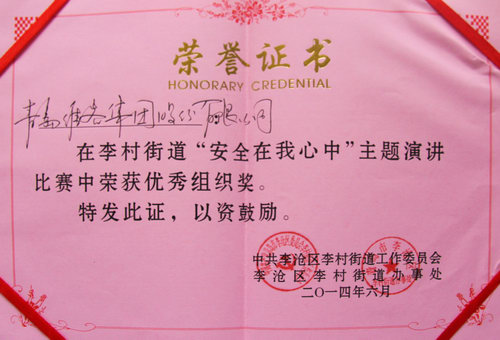 荣誉证书
HONORARY CREDENTIAL
青岛维客集团股份有限公司
在李村街道“安全在我心中”主题演讲
比赛中荣获优秀组织奖。
特发此证，以资鼓励。
中共李沧区李村街道工作委员会
李沧区李村街道办事处
二〇一四年六月